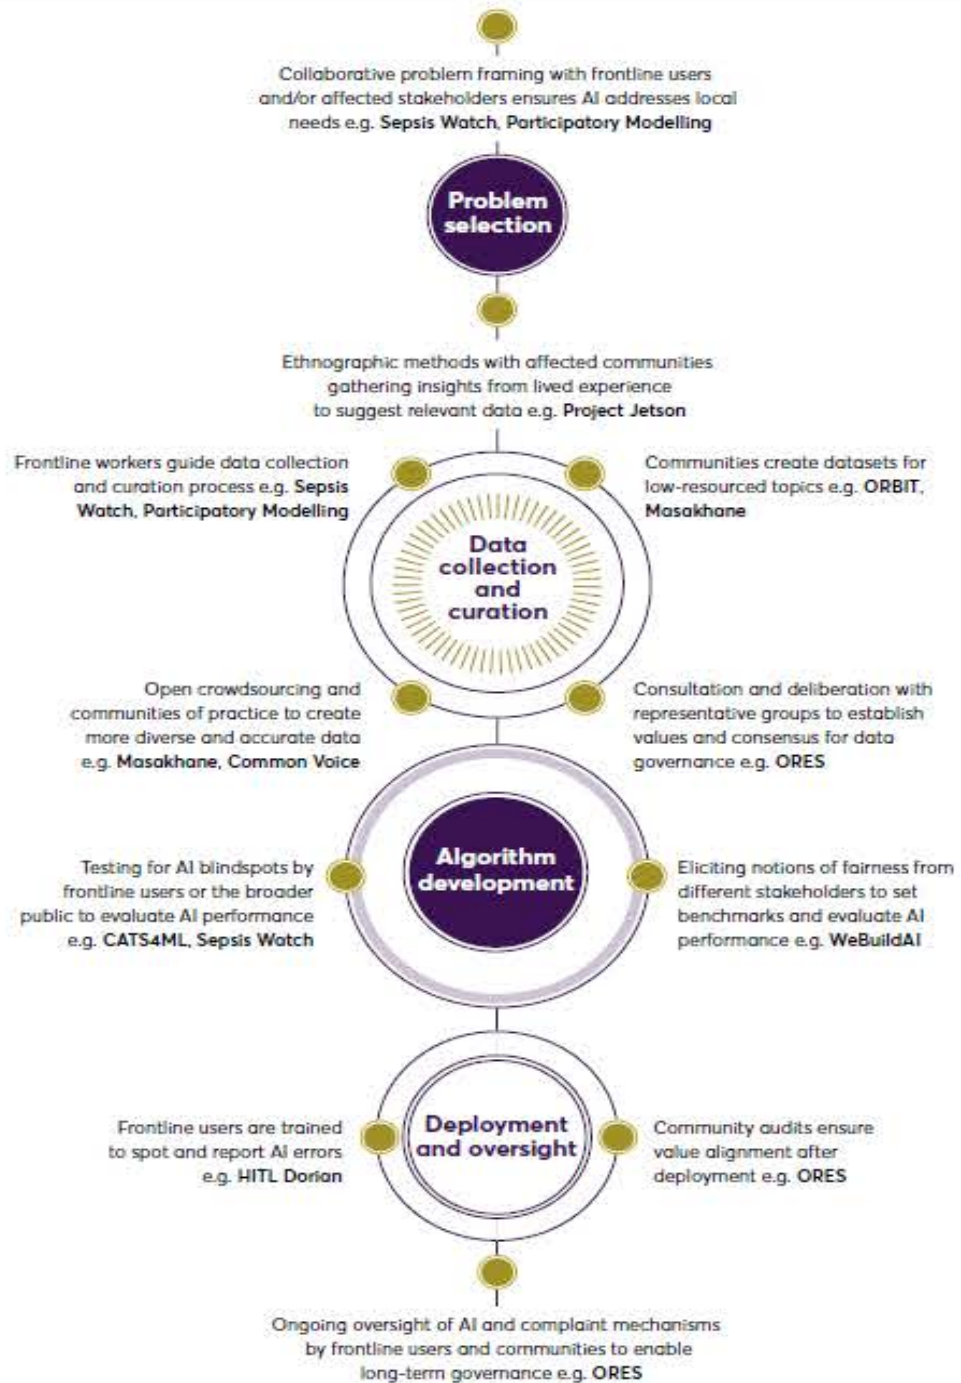 Collaborative problem framing with frontline users
and/or affected stakeholders ensures AI addresses local
needs e.g. Sepsis Watch, Participatory Modelling
Problem
selection
Ethnographic methods with affected communities
gathering insights from lived experience
to suggest relevant data e.g. Project Jetson
Frontline workers guide data collection
and curation process e.g. Sepsis
Watch, Participatory Modelling
Communities create datasets for
low-resourced topics e.g. ORBIT,
Masakhane
Data
collection
and
curation
Open crowdsourcing and
communities of practice to create
more diverse and accurate data
e.g. Masakhane, Common Voice
Consultation and deliberation with
representative groups to establish
values and consensus for data
governance e.g. ORES
Algorithm
development
Testing for AI blindspots by
frontline users or the broader
public to evaluate AI performance
e.g. CATS4ML, Sepsis Watch
Eliciting notions of fairness from
different stakeholders to set
benchmarks and evaluate AI
performance e.g. WeBuildAI
Deployment
and oversight
Frontline users are trained
to spot and report AI errors
e.g. HITL Dorian
Community audits ensure
value alignment after
deployment e.g. ORES
Ongoing oversight of AI and complaint mechanisms
by frontline users and communities to enable
long-term governance e.g. ORES